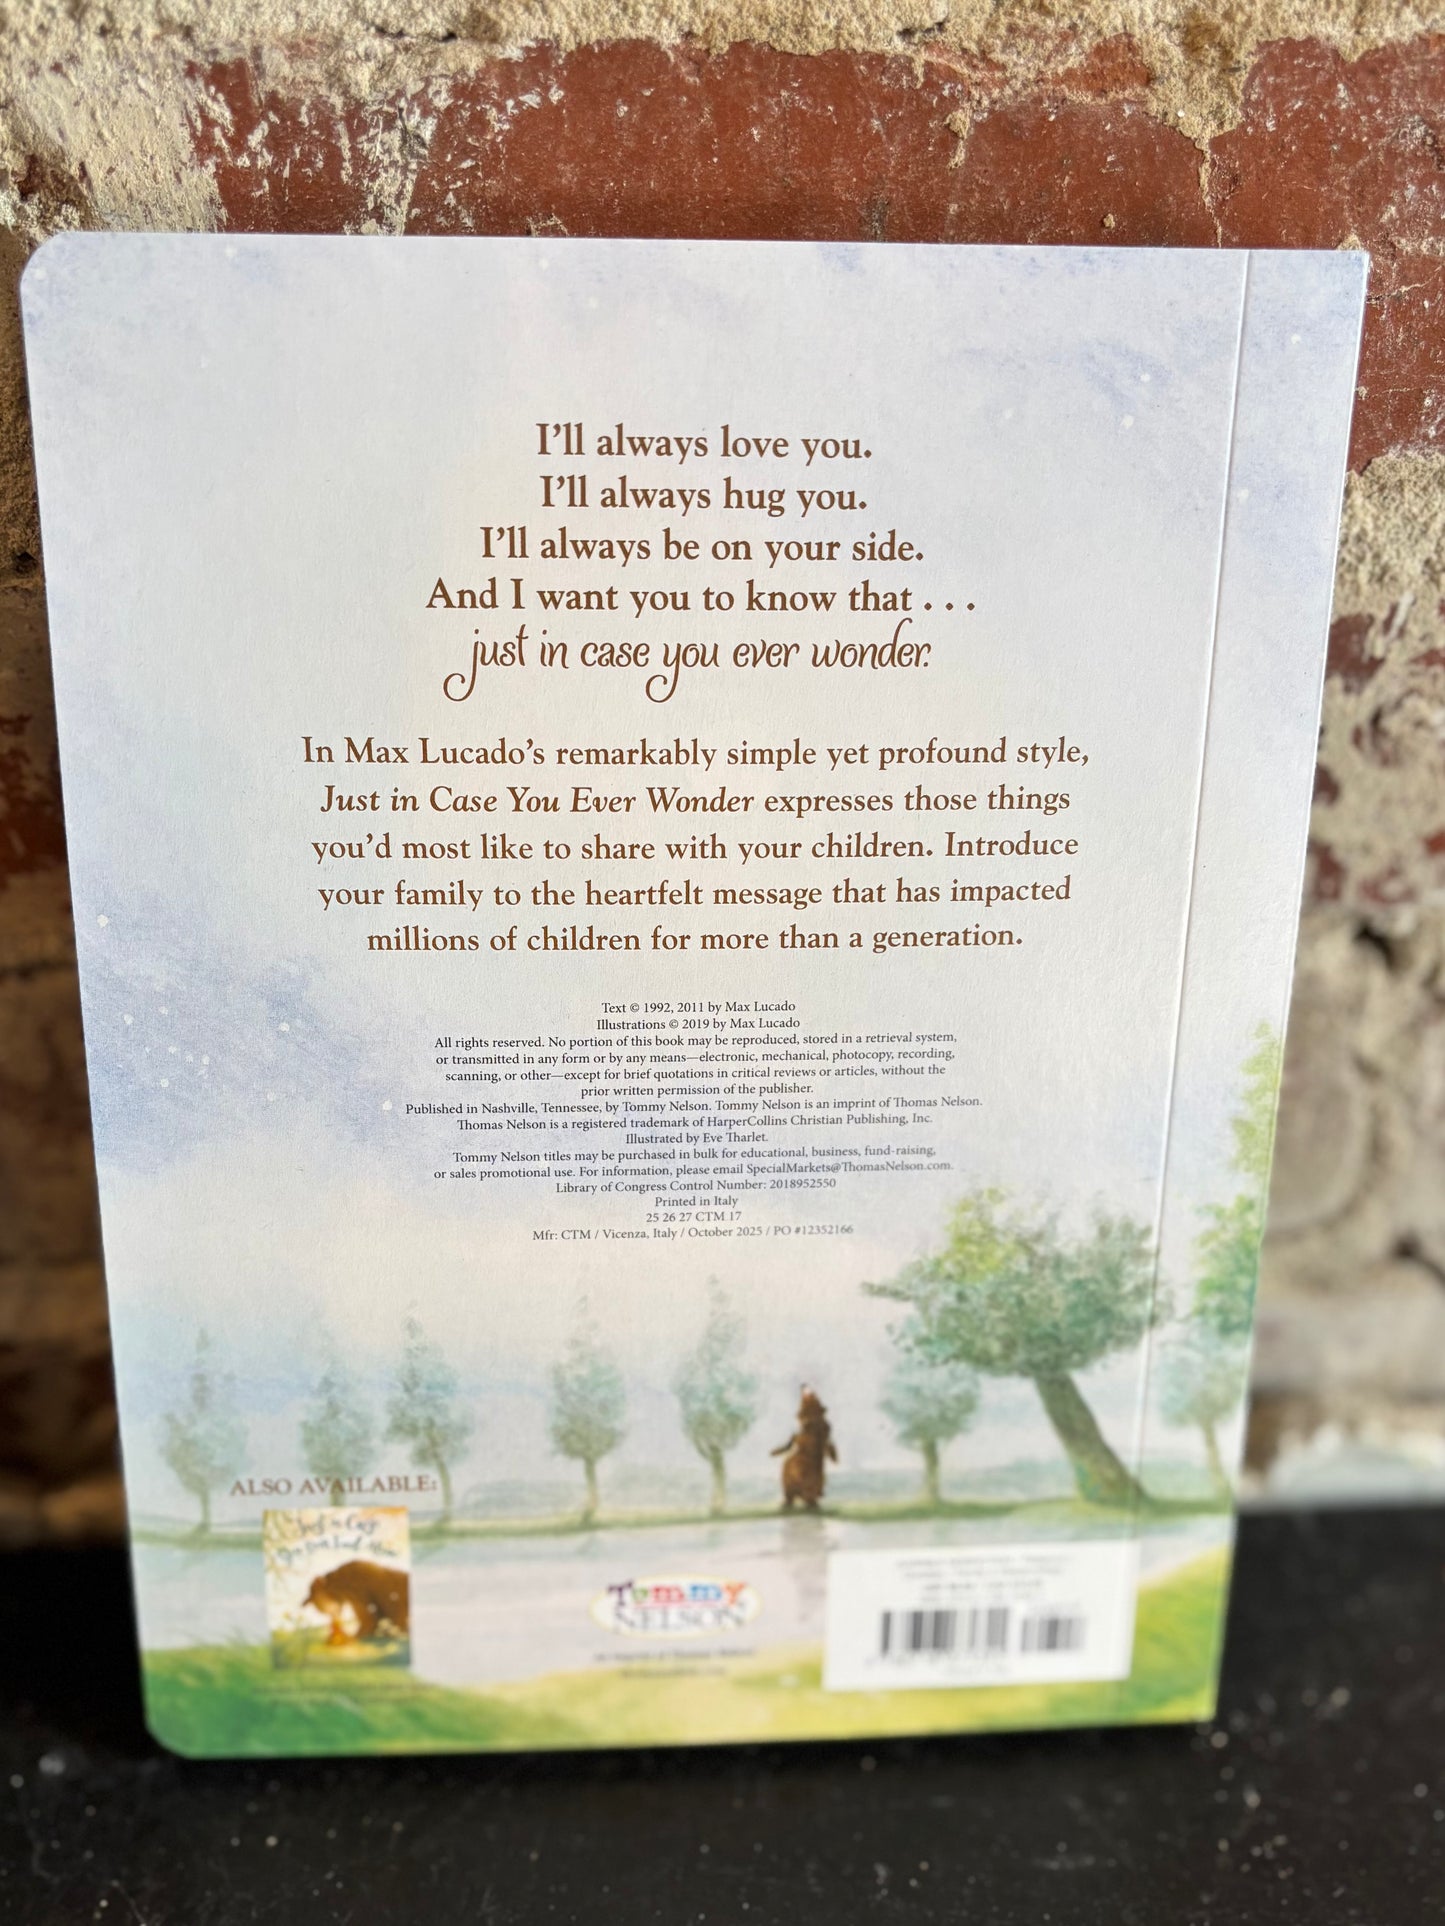 I’ll always love you.
I’ll always hug you.
I’ll always be on your side.
And I want you to know that . . .
just in case you ever wonder.
In Max Lucado’s remarkably simple yet profound style,
Just in Case You Ever Wonder expresses those things
you’d most like to share with your children. Introduce
your family to the heartfelt message that has impacted
millions of children for more than a generation.
Text © 1992, 2011 by Max Lucado
Illustrations © 2019 by Max Lucado
All rights reserved. No portion of this book may be reproduced, stored in a retrieval system,
or transmitted in any form or by any means—electronic, mechanical, photocopy, recording,
scanning, or other—except for brief quotations in critical reviews or articles, without the
prior written permission of the publisher.
Published in Nashville, Tennessee, by Tommy Nelson. Tommy Nelson is an imprint of Thomas Nelson.
Thomas Nelson is a registered trademark of HarperCollins Christian Publishing, Inc.
Illustrated by Eve Tharlet.
Tommy Nelson titles may be purchased in bulk for educational, business, fund-raising,
or sales promotional use. For information, please email SpecialMarkets@ThomasNelson.com.
Library of Congress Control Number: 2018952550
Printed in Italy
25 26 27 CTM 17
Mfr: CTM / Vicenza, Italy / October 2025 / PO #12352166
ALSO AVAILABLE:
Just in Case
You
Tommy
NELSON